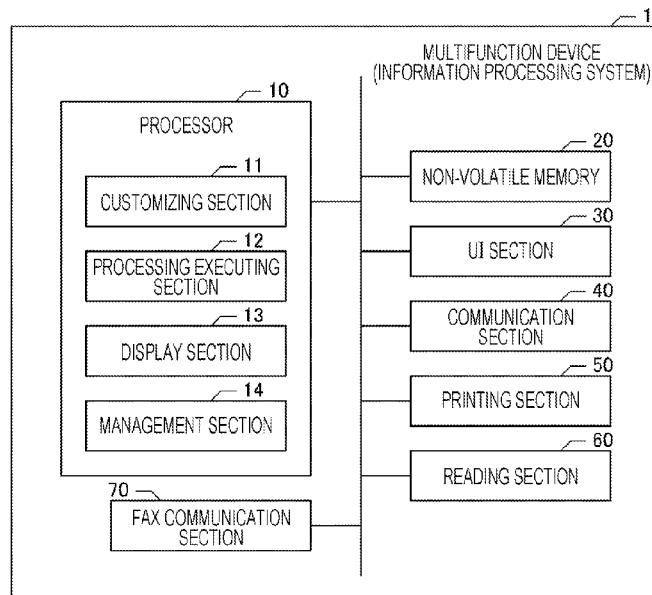 1
MULTIFUNCTION DEVICE
(INFORMATION PROCESSING SYSTEM)
10
PROCESSOR
11
CUSTOMIZING SECTION
12
PROCESSING EXECUTING
SECTION
13
DISPLAY SECTION
14
MANAGEMENT SECTION
70
FAX COMMUNICATION
SECTION
20
NON-VOLATILE MEMORY
30
UI SECTION
40
COMMUNICATION
SECTION
50
PRINTING SECTION
60
READING SECTION